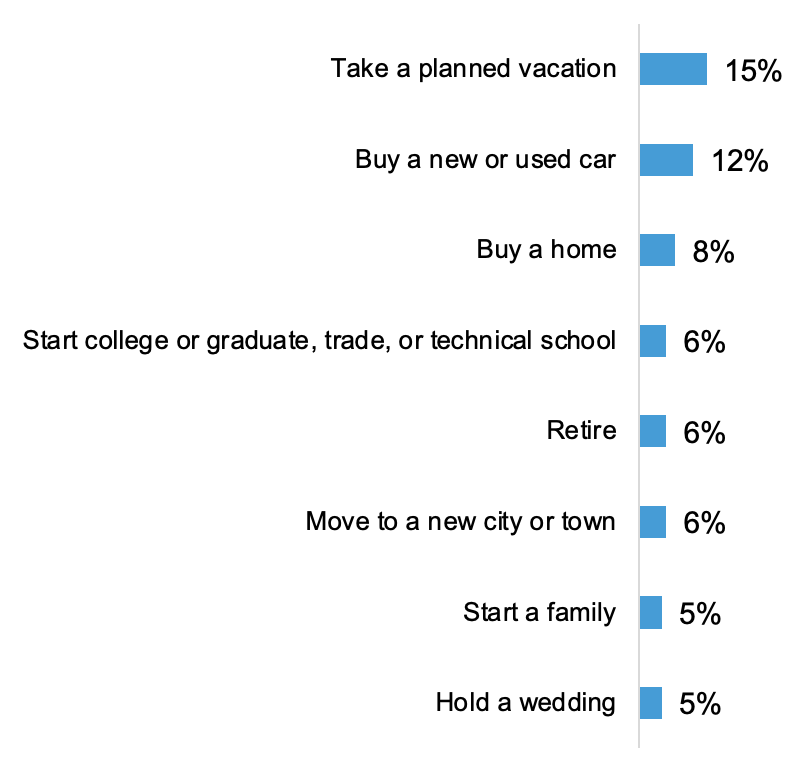 Take a planned vacation 15%
Buy a new or used car 12%
Buy a home 8%
Start college or graduate, trade, or technical school 6%
Retire 6%
Move to a new city or town 6%
Start a family 5%
Hold a wedding 5%